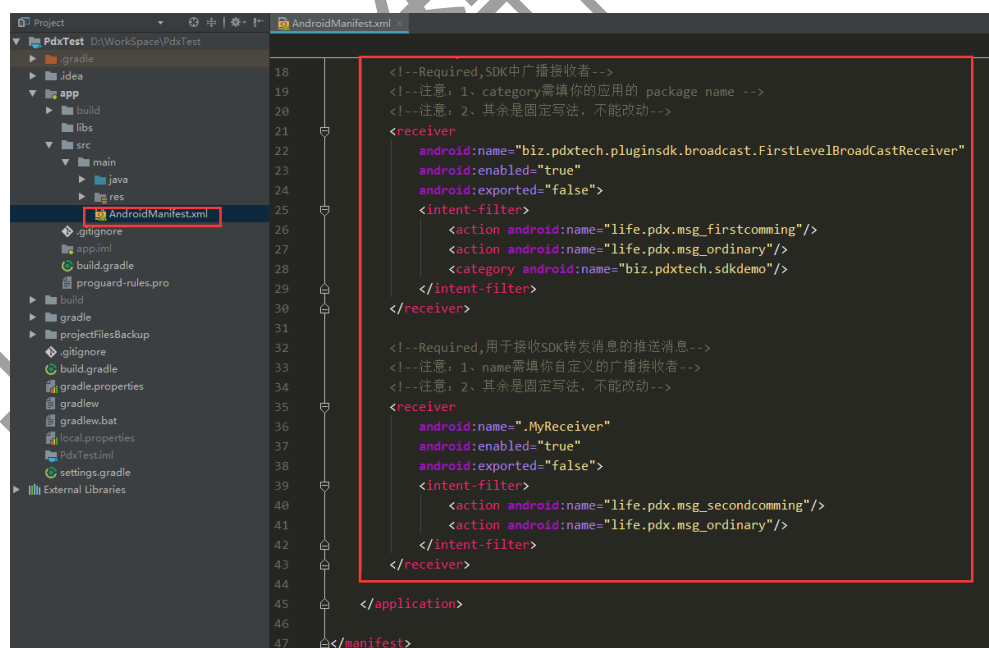 Project
AndroidManifest.xml
PdxTest D:\WorkSpace\PdxTest
.gradle
.idea
app
build
libs
src
main
java
res
AndroidManifest.xml
.gitignore
app.iml
build.gradle
proguard-rules.pro
build
gradle
projectFilesBackup
.gitignore
build.gradle
gradle.properties
gradlew
gradlew.bat
local.properties
PdxTest.iml
settings.gradle
External Libraries
18 <!--Required,SDK中广播接收者-->
19 <!--注意: 1、category需填你的应用的 package name -->
20 <!--注意: 2、其余是固定写法, 不能改动-->
21 <receiver
22 android:name="biz.pdxtech.pluginsdk.broadcast.FirstLevelBroadCastReceiver"
23 android:enabled="true"
24 android:exported="false">
25 <intent-filter>
26 <action android:name="life.pdx.msg_firstcomming"/>
27 <action android:name="life.pdx.msg_ordinary"/>
28 <category android:name="biz.pdxtech.sdkdemo"/>
29 </intent-filter>
30 </receiver>
31
32 <!--Required,用于接收SDK转发消息的推送消息-->
33 <!--注意: 1、name需填你自定义的广播接收者-->
34 <!--注意: 2、其余是固定写法, 不能改动-->
35 <receiver
36 android:name=".MyReceiver"
37 android:enabled="true"
38 android:exported="false">
39 <intent-filter>
40 <action android:name="life.pdx.msg_secondcomming"/>
41 <action android:name="life.pdx.msg_ordinary"/>
42 </intent-filter>
43 </receiver>
44
45 </application>
46
47 </manifest>